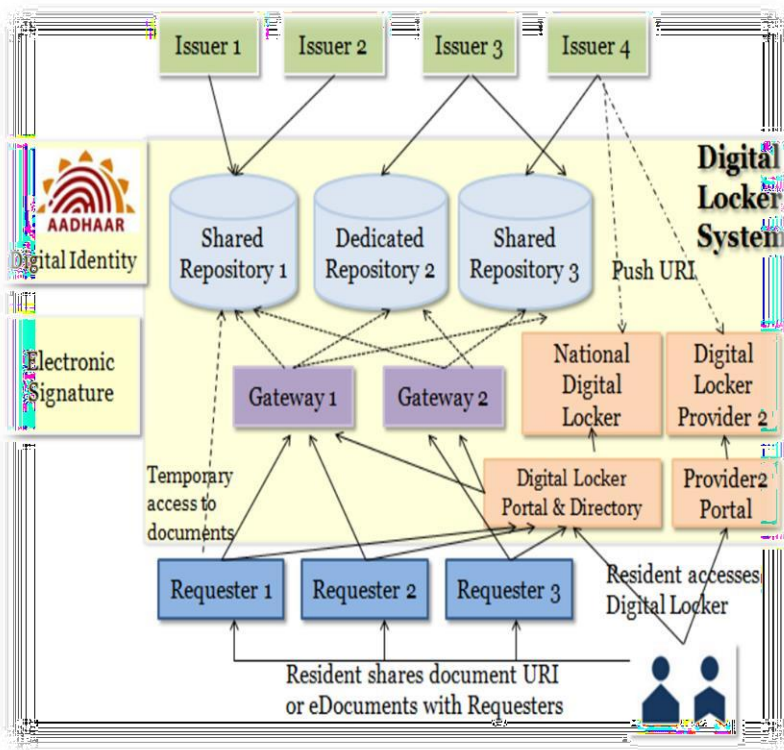 Issuer 1
Issuer 2
Issuer 3
Issuer 4
Digital
Locker
System
AADHAAR
Digital Identity
Shared
Repository 1
Dedicated
Repository 2
Shared
Repository 3
Push URI
Electronic
Signature
Gateway 1
Gateway 2
National
Digital
Locker
Digital
Locker
Provider 2
Temporary
access to
documents
Digital Locker
Portal & Directory
Provider2
Portal
Requester 1
Requester 2
Requester 3
Resident accesses
Digital Locker
Resident shares document URI
or eDocuments with Requesters